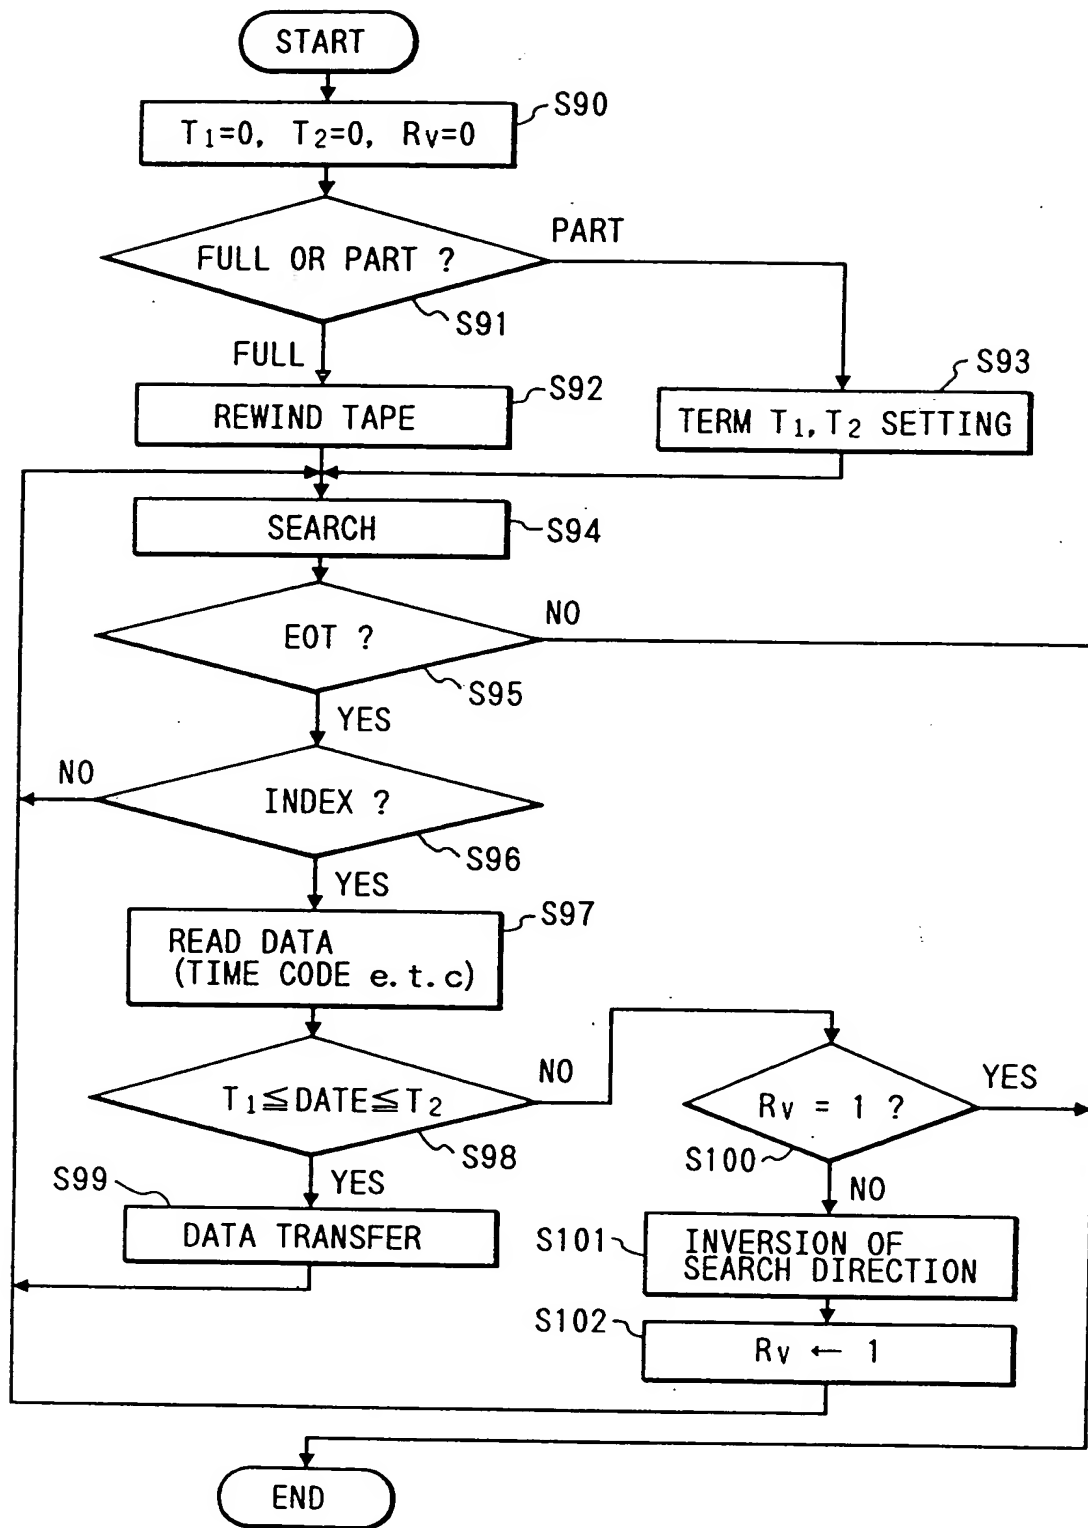 START
S90
T1=0, T2=0, Rv=0
PART
FULL OR PART ?
S91
FULL
S92
S93
REWIND TAPE
TERM T1, T2 SETTING
SEARCH
S94
NO
EOT ?
S95
YES
NO
INDEX ?
S96
YES
S97
READ DATA
(TIME CODE e.t.c)
NO
YES
T1≦DATE≦T2
Rv = 1 ?
S98
S100
S99
YES
NO
DATA TRANSFER
S101
INVERSION OF
SEARCH DIRECTION
S102
Rv ← 1
END